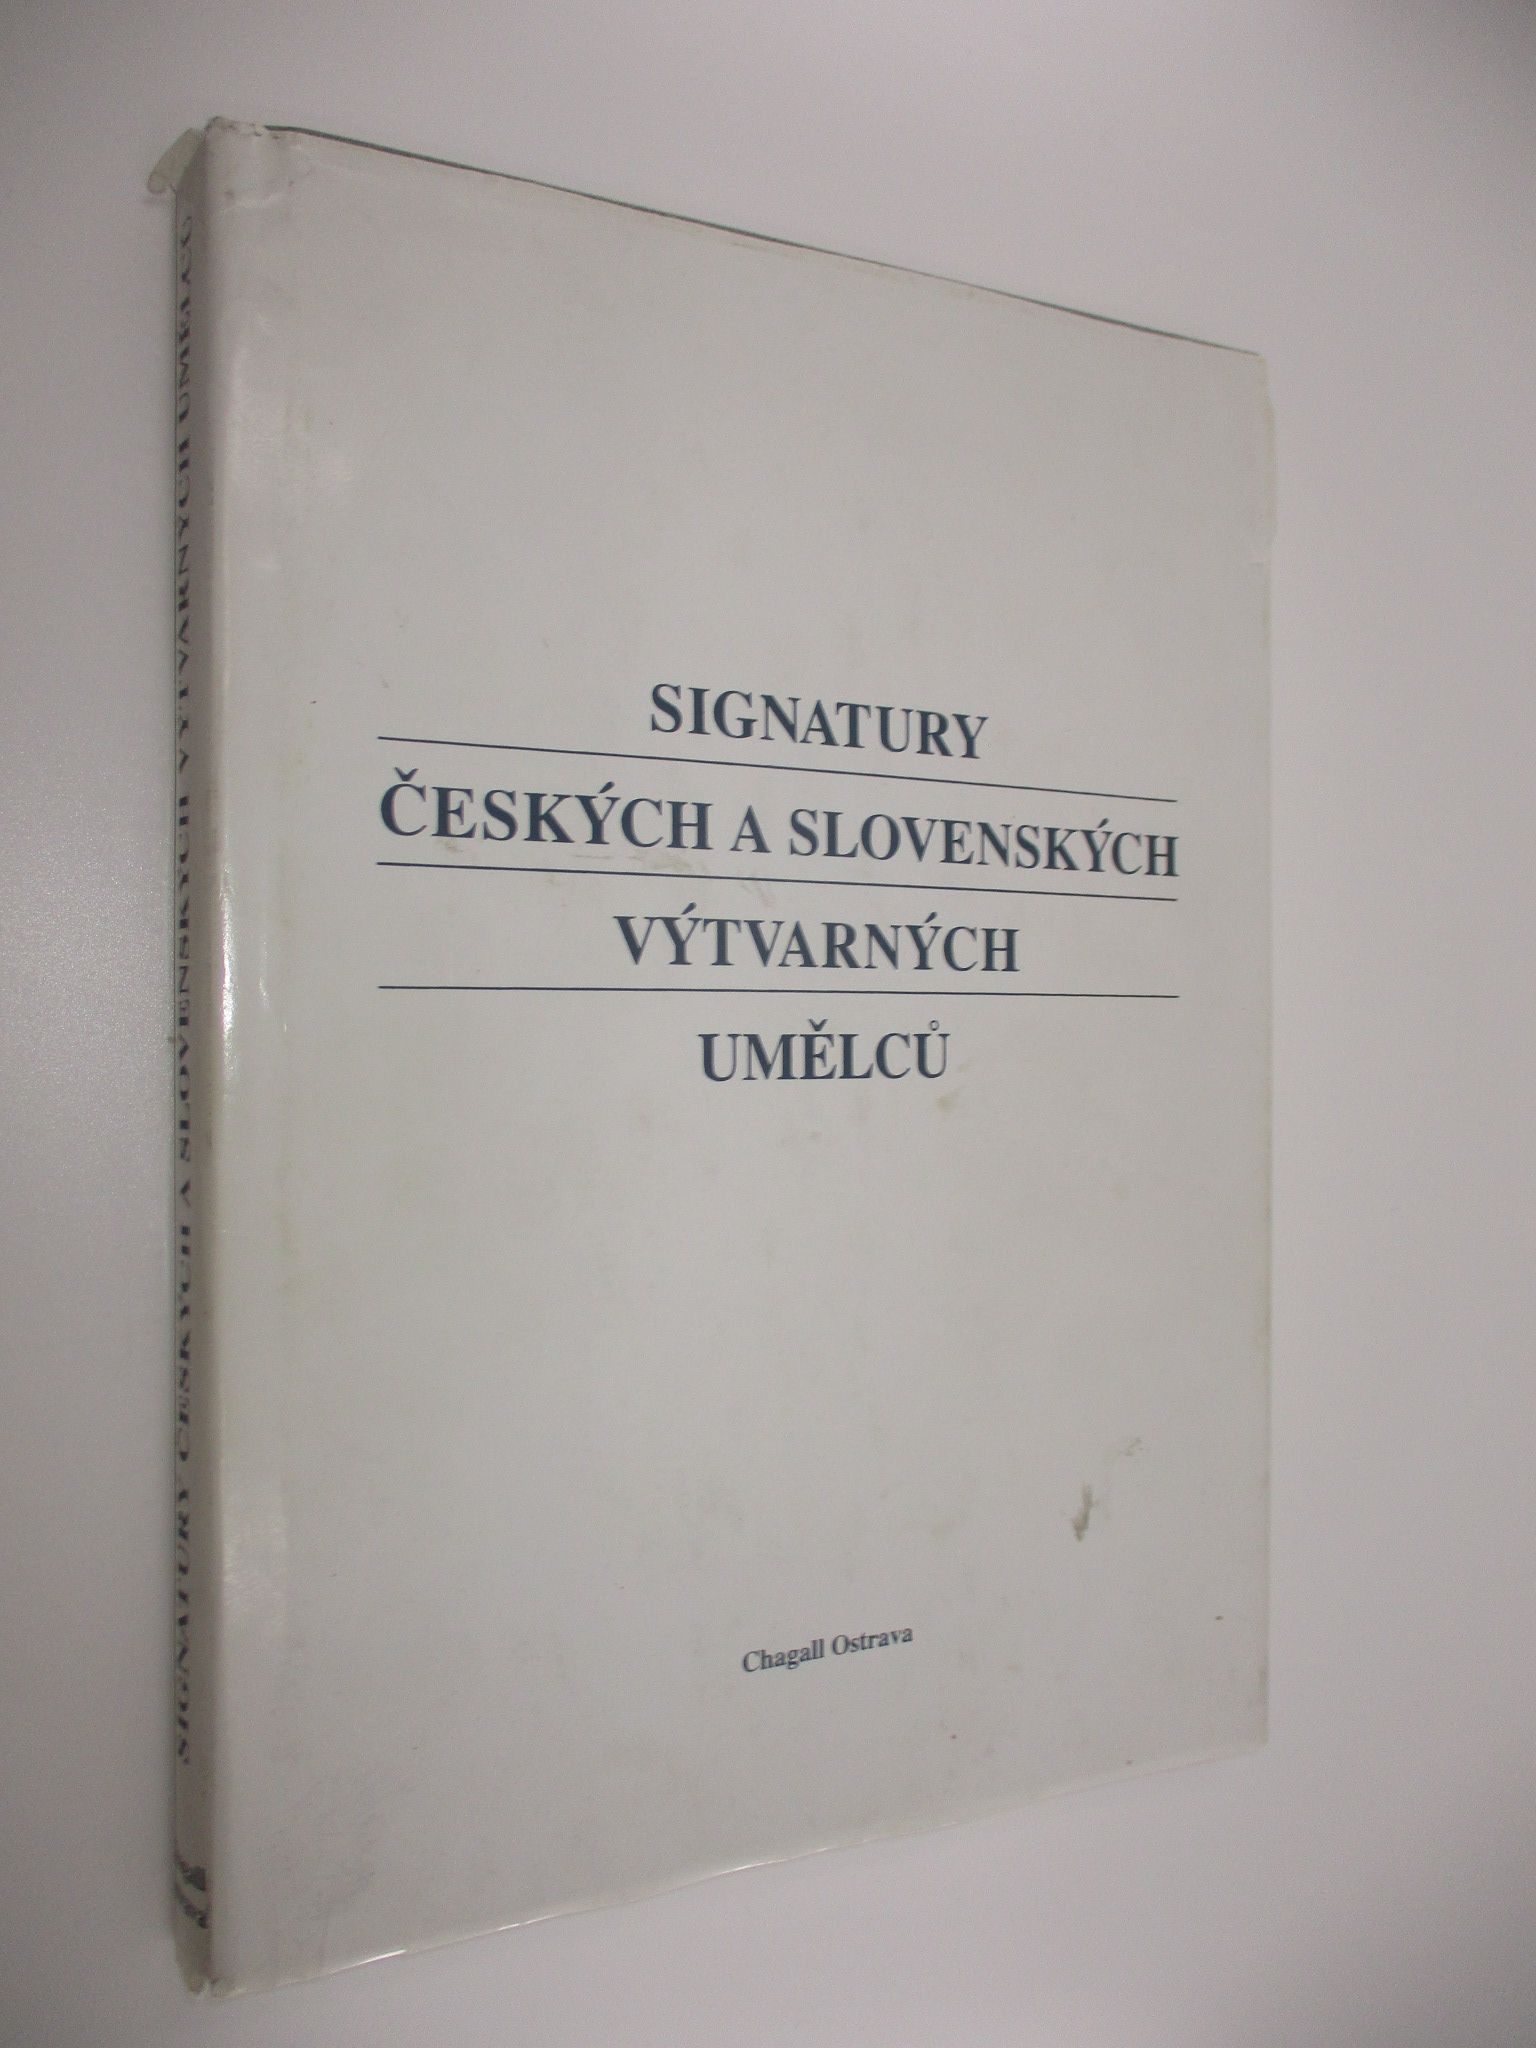 SIGNATURY
ČESKÝCH A SLOVENSKÝCH
VÝTVARNÝCH
UMĚLCŮ
Chagall Ostrava
SIGNATURY ČESKÝCH A SLOVENSKÝCH VÝTVARNÝCH UMĚLCŮ